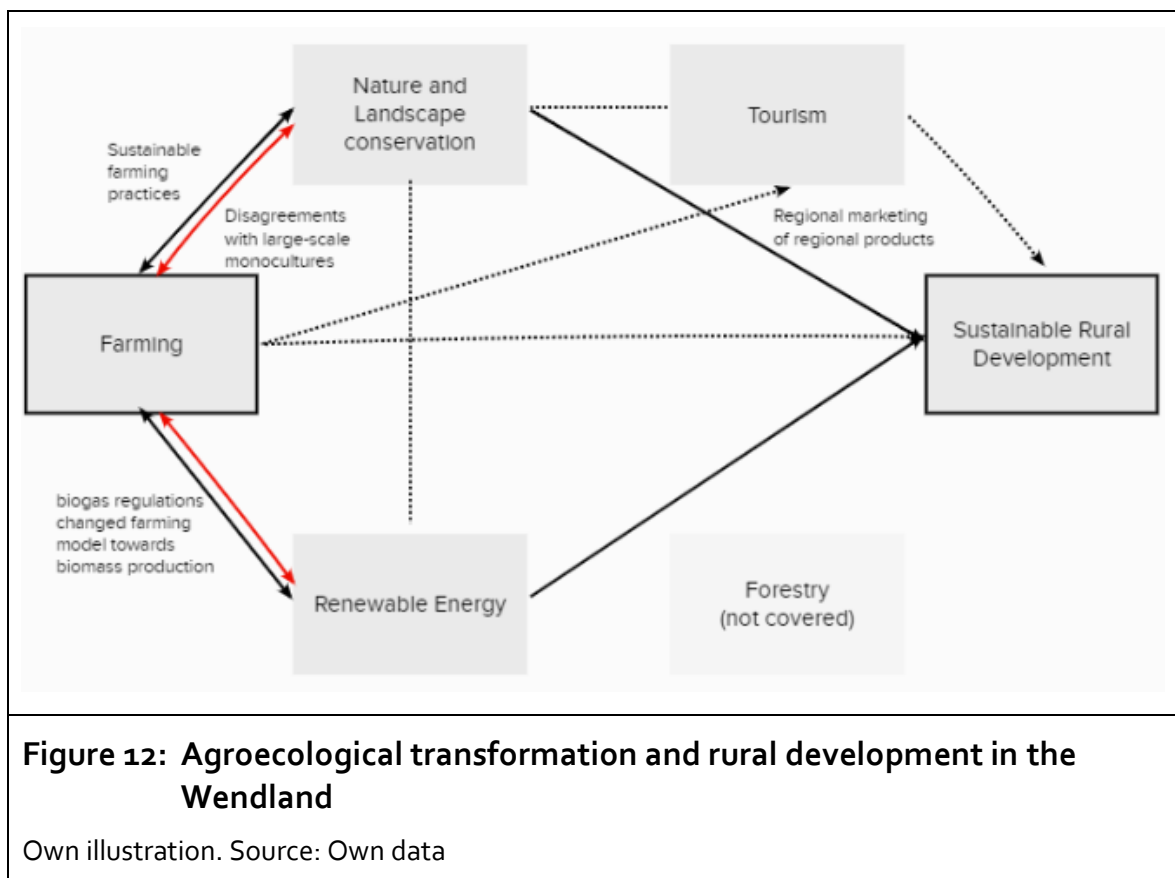 Nature and
Landscape
conservation
Tourism
Sustainable
farming
practices
Disagreements
with large-scale
monocultures
Regional marketing
of regional products
Farming
Sustainable Rural
Development
biogas regulations
changed farming
model towards
biomass production
Renewable Energy
Forestry
(not covered)
Figure 12: Agroecological transformation and rural development in the
Wendland
Own illustration. Source: Own data